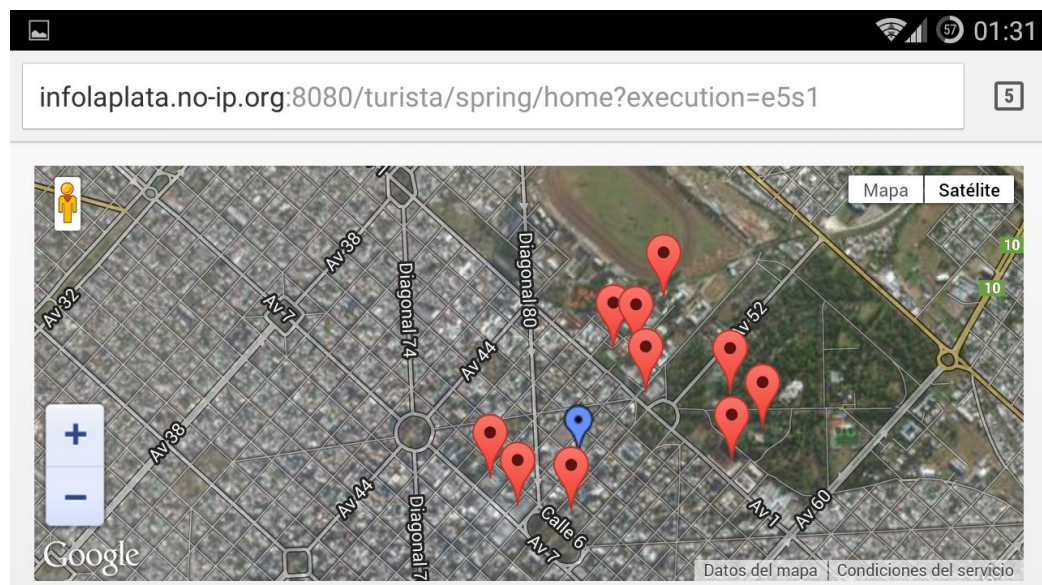 57 01:31
infolaplata.no-ip.org:8080/turista/spring/home?execution=e5s1
5
Mapa Satélite
10
10
Av 32
Av 38
Av 7
Diagonal 74
Diagonal 80
Av 44
Av 52
Av 38
Av 44
Diagonal 7
Calle 6
Av 7
Av 1
Av 60
+
−
Google
Datos del mapa Condiciones del servicio